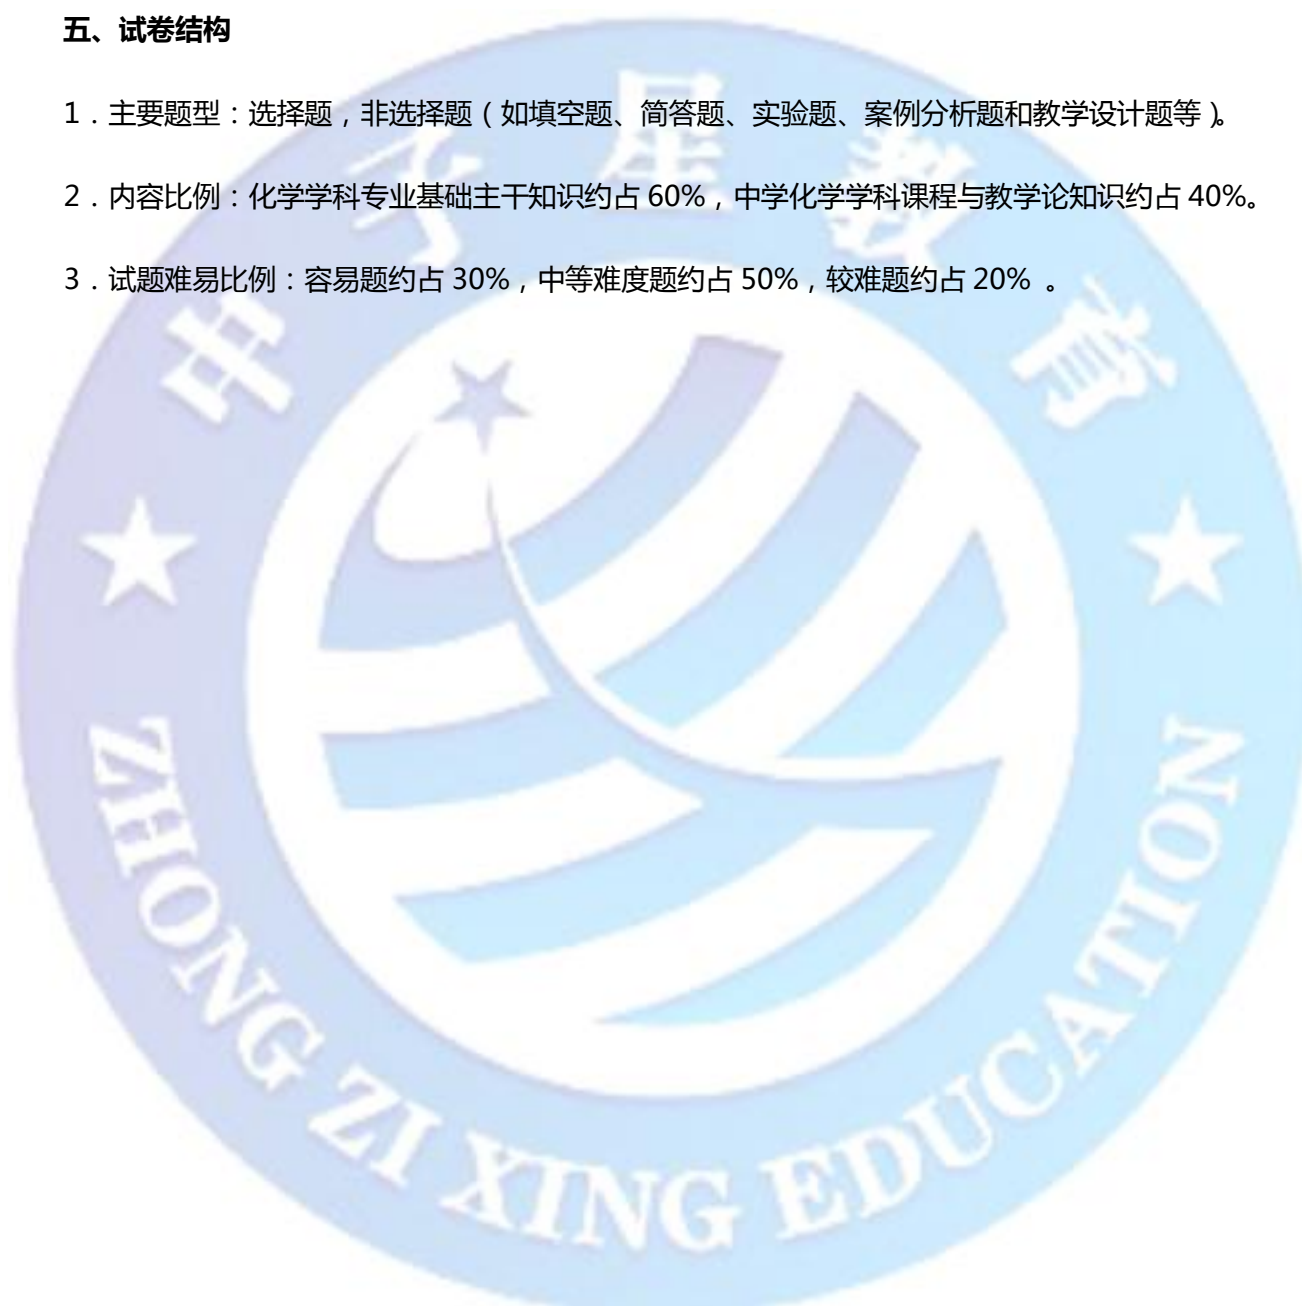 五、试卷结构
1．主要题型：选择题，非选择题（如填空题、简答题、实验题、案例分析题和教学设计题等）。
2．内容比例：化学学科专业基础主干知识约占 60%，中学化学学科课程与教学论知识约占 40%。
3．试题难易比例：容易题约占 30%，中等难度题约占 50%，较难题约占 20% 。
中子星教育
ZHONG ZI XING EDUCATION